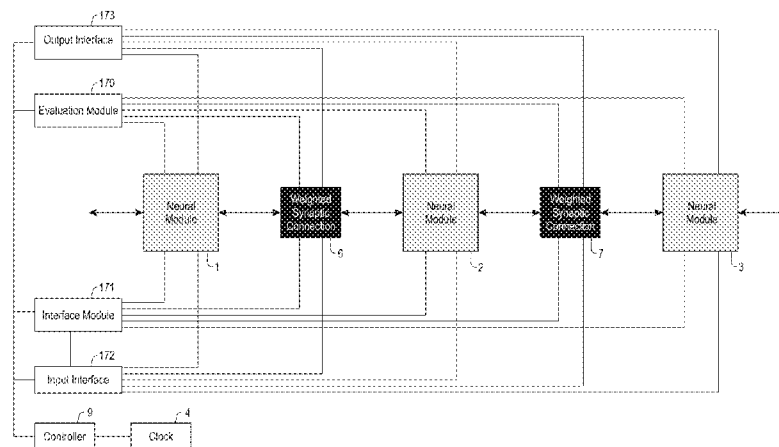 173
Output Interface
170
Evaluation Module
Neural
Module
1
Weighted
Synaptic
Connection
6
Neural
Module
2
Weighted
Synaptic
Connection
7
Neural
Module
3
171
Interface Module
172
Input Interface
9
Controller
4
Clock